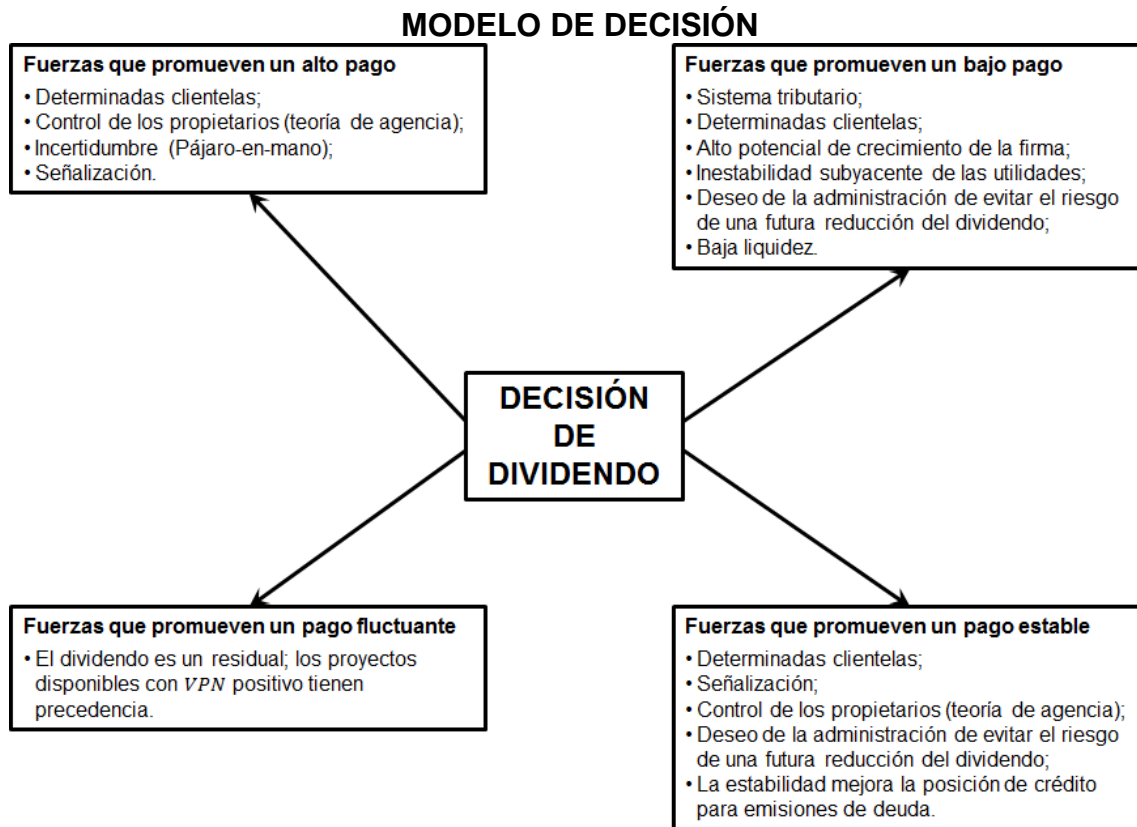 MODELO DE DECISIÓN
Fuerzas que promueven un alto pago
• Determinadas clientelas;
• Control de los propietarios (teoría de agencia);
• Incertidumbre (Pájaro-en-mano);
• Señalización.
Fuerzas que promueven un bajo pago
• Sistema tributario;
• Determinadas clientelas;
• Alto potencial de crecimiento de la firma;
• Inestabilidad subyacente de las utilidades;
• Deseo de la administración de evitar el riesgo
de una futura reducción del dividendo;
• Baja liquidez.
DECISIÓN
DE
DIVIDENDO
Fuerzas que promueven un pago fluctuante
• El dividendo es un residual; los proyectos
disponibles con VPN positivo tienen
precedencia.
Fuerzas que promueven un pago estable
• Determinadas clientelas;
• Señalización;
• Control de los propietarios (teoría de agencia);
• Deseo de la administración de evitar el riesgo
de una futura reducción del dividendo;
• La estabilidad mejora la posición de crédito
para emisiones de deuda.